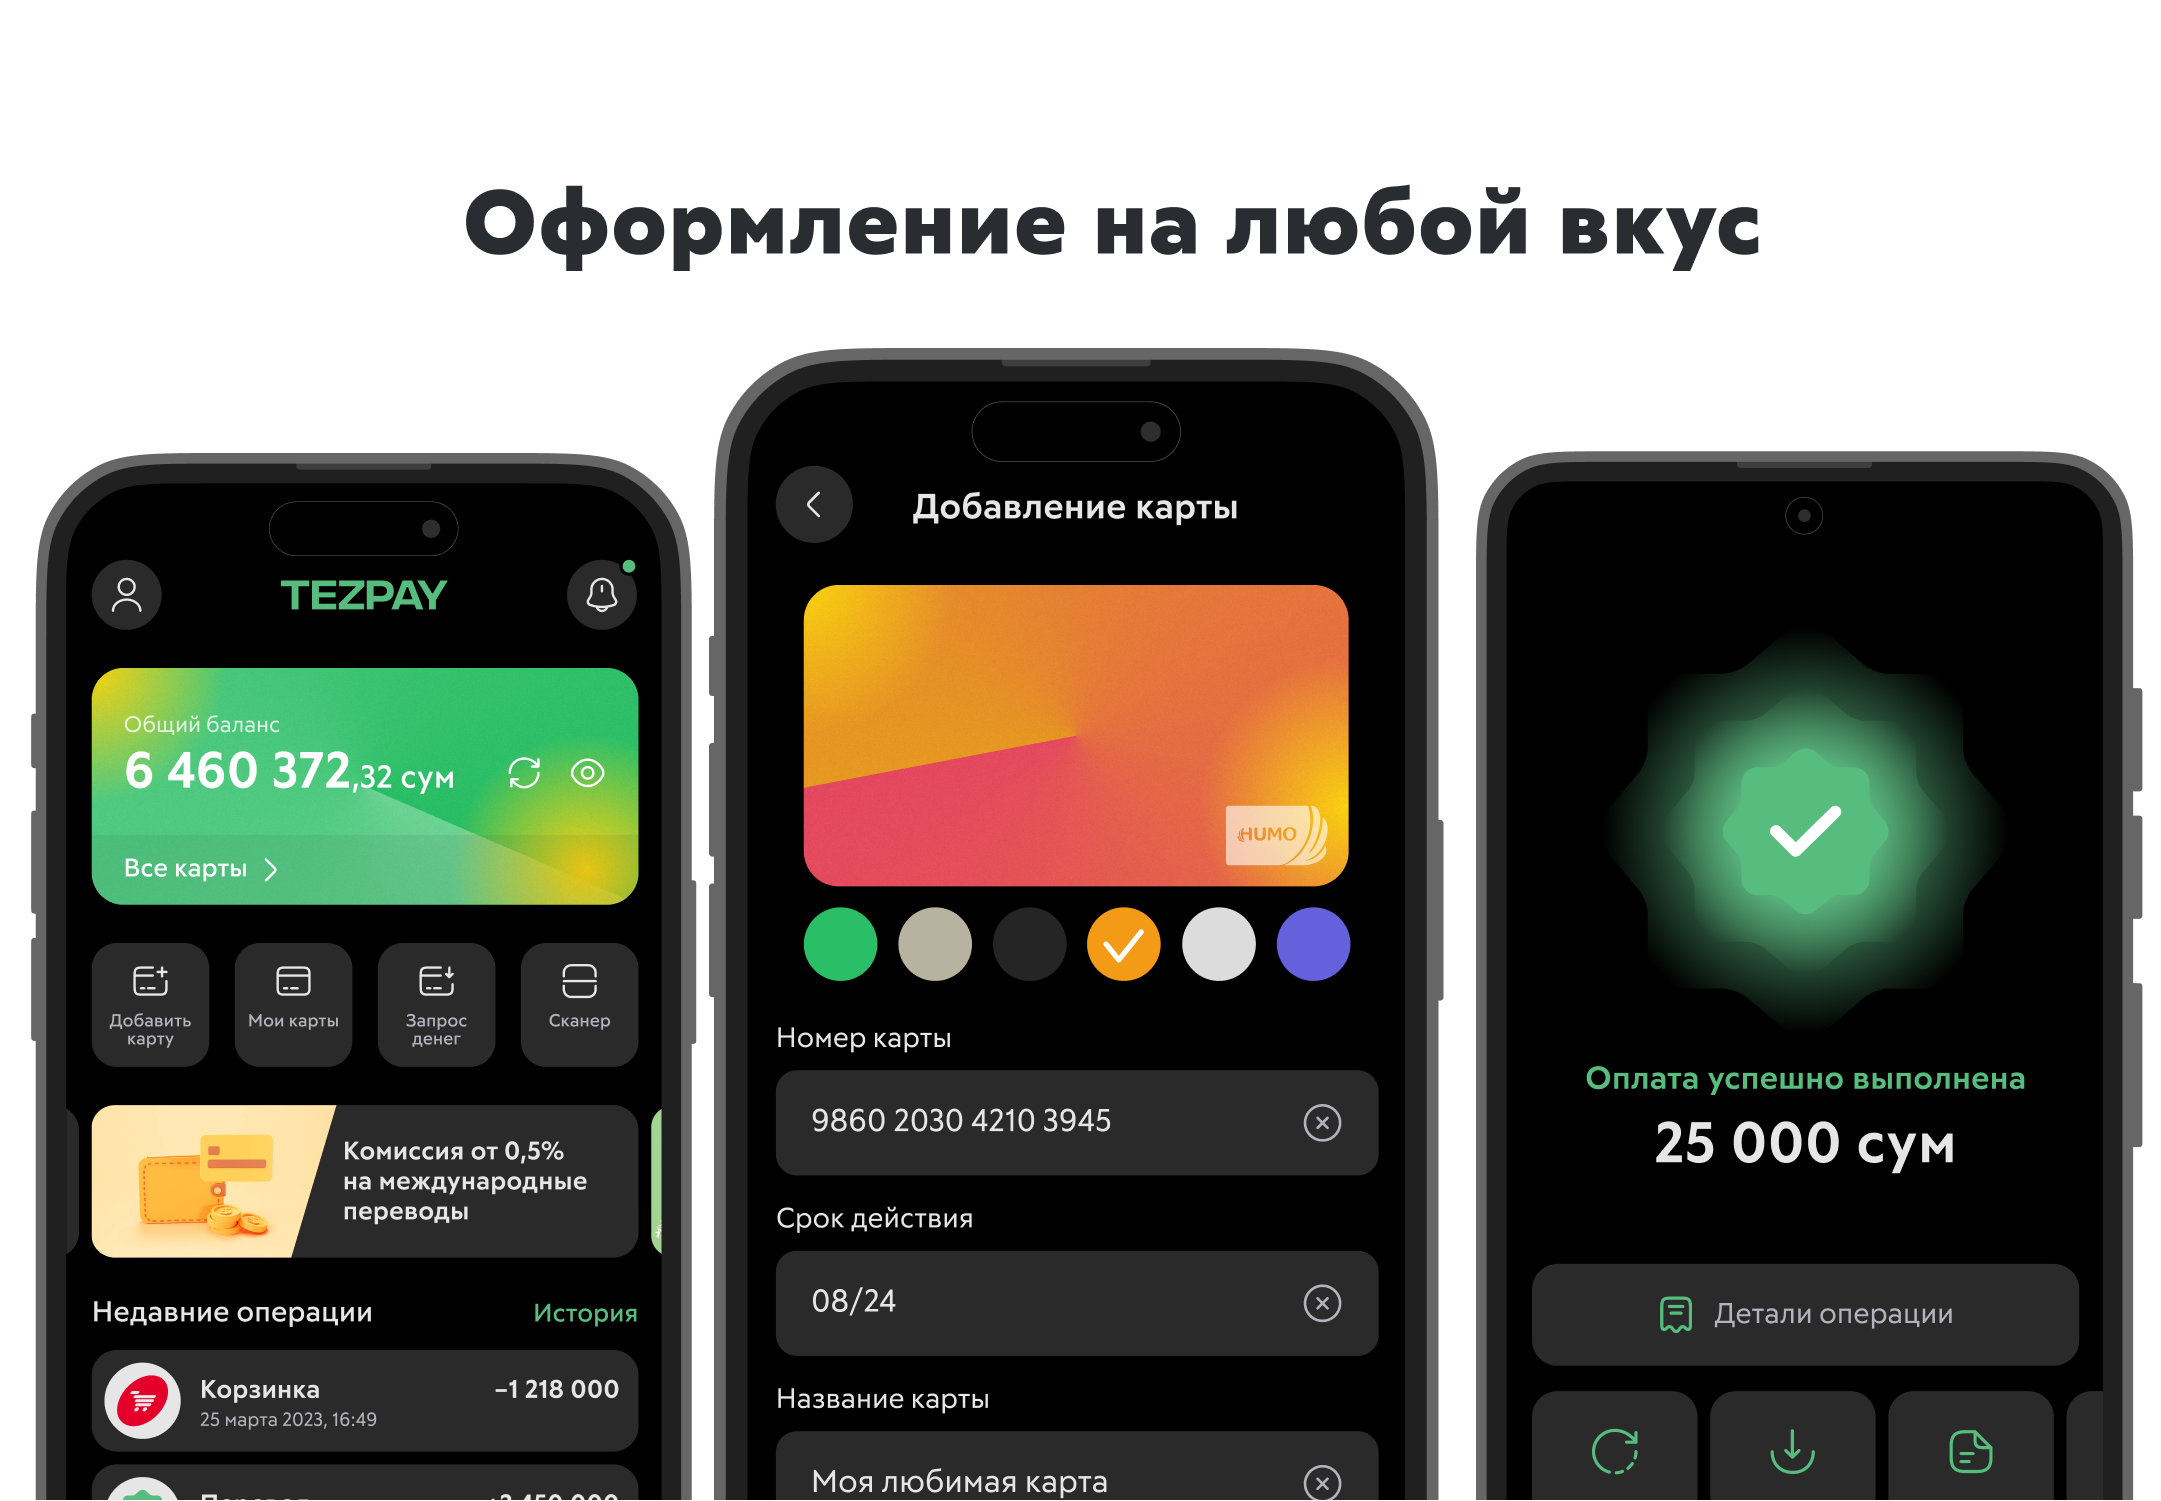 Оформление на любой вкус
TEZPAY
Общий баланс
6 460 372,32 сум
Все карты
Добавить
карту
Мои карты
Запрос
денег
Сканер
Комиссия от 0,5%
на международные
переводы
Недавние операции
История
Корзинка
−1 218 000
25 марта 2023, 16:49
Добавление карты
HUMO
Номер карты
9860 2030 4210 3945
Срок действия
08/24
Название карты
Моя любимая карта
Оплата успешно выполнена
25 000 сум
Детали операции